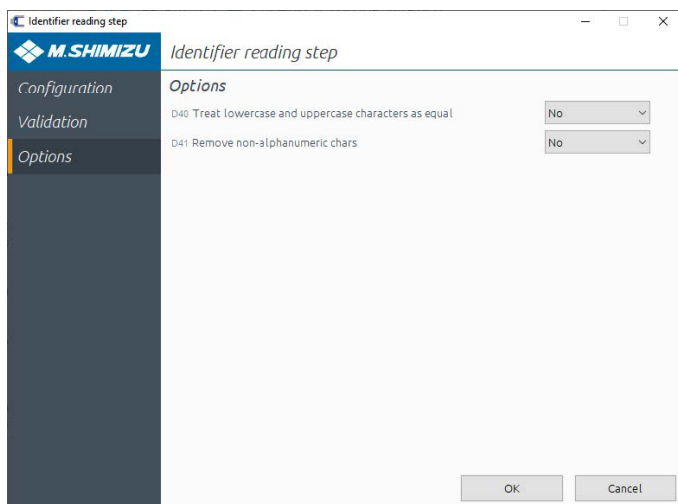 Identifier reading step
M.SHIMIZU
Identifier reading step
Configuration
Validation
Options
Options
D40 Treat lowercase and uppercase characters as equal
No
D41 Remove non-alphanumeric chars
No
OK
Cancel